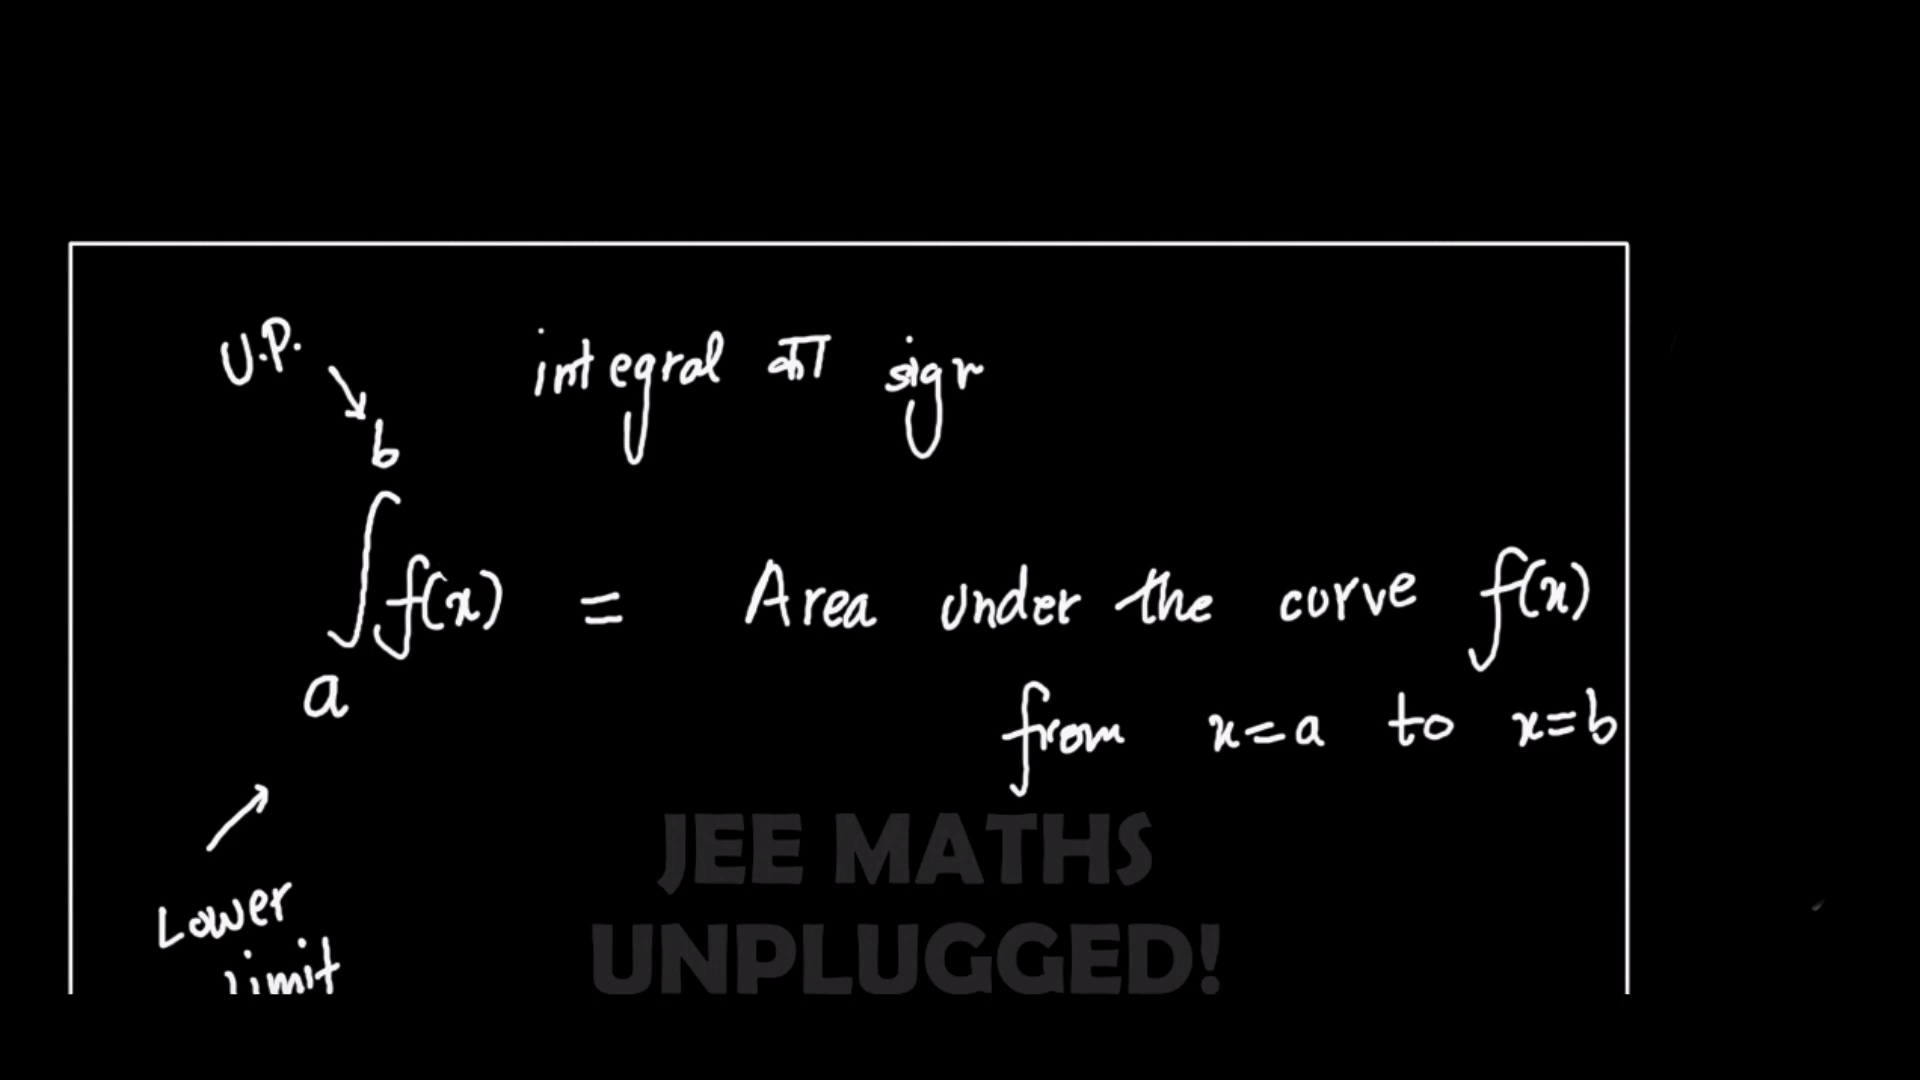 U.P.
integral का sign
b
∫ f(x) = Area under the curve f(x)
a
from x=a to x=b
Lower
limit
JEE MATHS
UNPLUGGED!